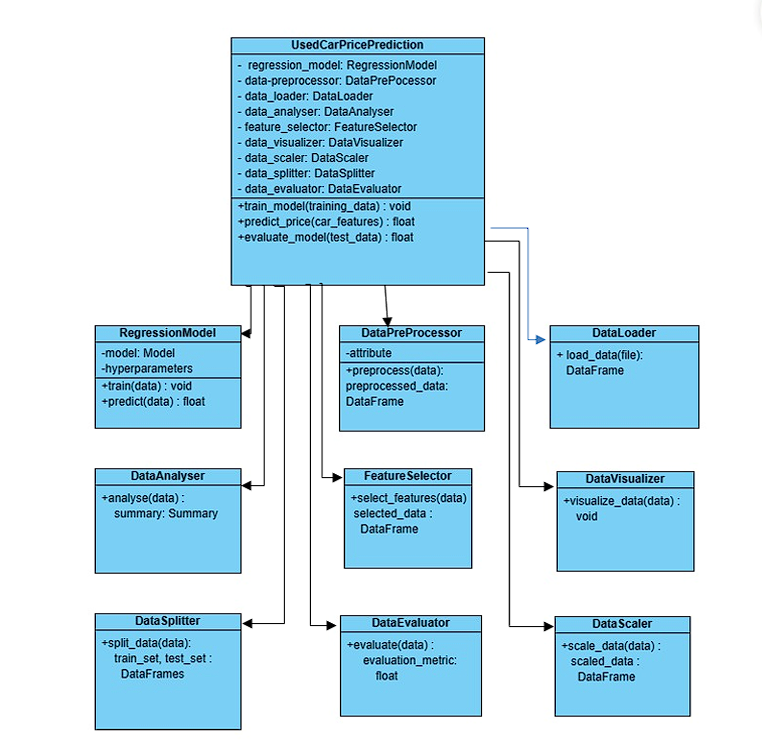 UsedCarPricePrediction
- regression_model: RegressionModel
- data-preprocessor: DataPrePocessor
- data_loader: DataLoader
- data_analyser: DataAnalyser
- feature_selector: FeatureSelector
- data_visualizer: DataVisualizer
- data_scaler: DataScaler
- data_splitter: DataSplitter
- data_evaluator: DataEvaluator
+train_model(training_data) : void
+predict_price(car_features) : float
+evaluate_model(test_data) : float
RegressionModel
-model: Model
-hyperparameters
+train(data) : void
+predict(data) : float
DataPreProcessor
-attribute
+preprocess(data):
preprocessed_data:
DataFrame
DataLoader
+ load_data(file):
DataFrame
DataAnalyser
+analyse(data) :
summary: Summary
FeatureSelector
+select_features(data)
selected_data :
DataFrame
DataVisualizer
+visualize_data(data) :
void
DataSplitter
+split_data(data):
train_set, test_set :
DataFrames
DataEvaluator
+evaluate(data) :
evaluation_metric:
float
DataScaler
+scale_data(data) :
scaled_data :
DataFrame